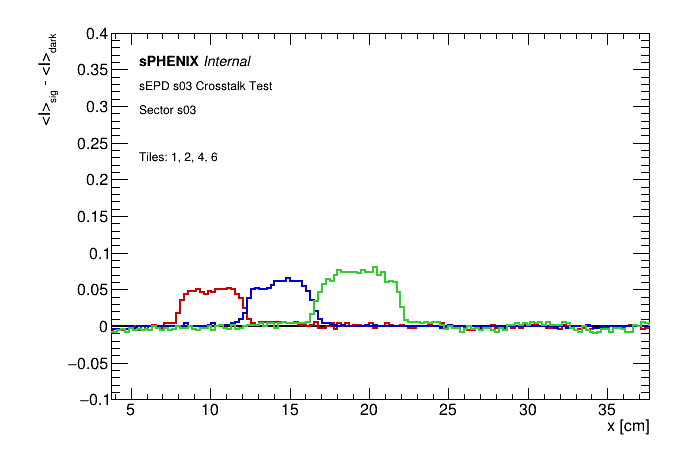 0.4
0.35
0.3
0.25
0.2
0.15
0.1
0.05
0
−0.05
−0.1
<I>sig - <I>dark
sPHENIX Internal
sEPD s03 Crosstalk Test
Sector s03
Tiles: 1, 2, 4, 6
5 10 15 20 25 30 35
x [cm]